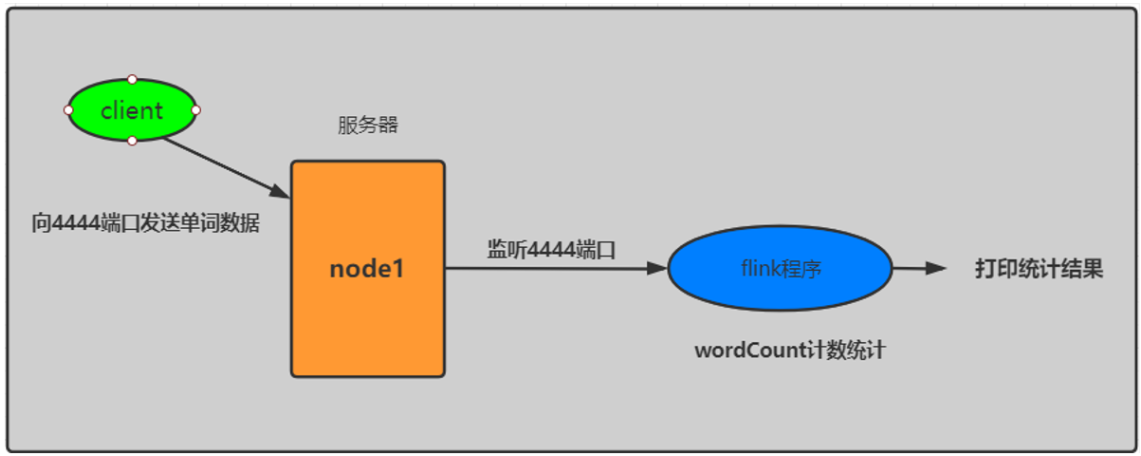 client
服务器
向4444端口发送单词数据
node1
监听4444端口
flink程序
打印统计结果
wordCount计数统计